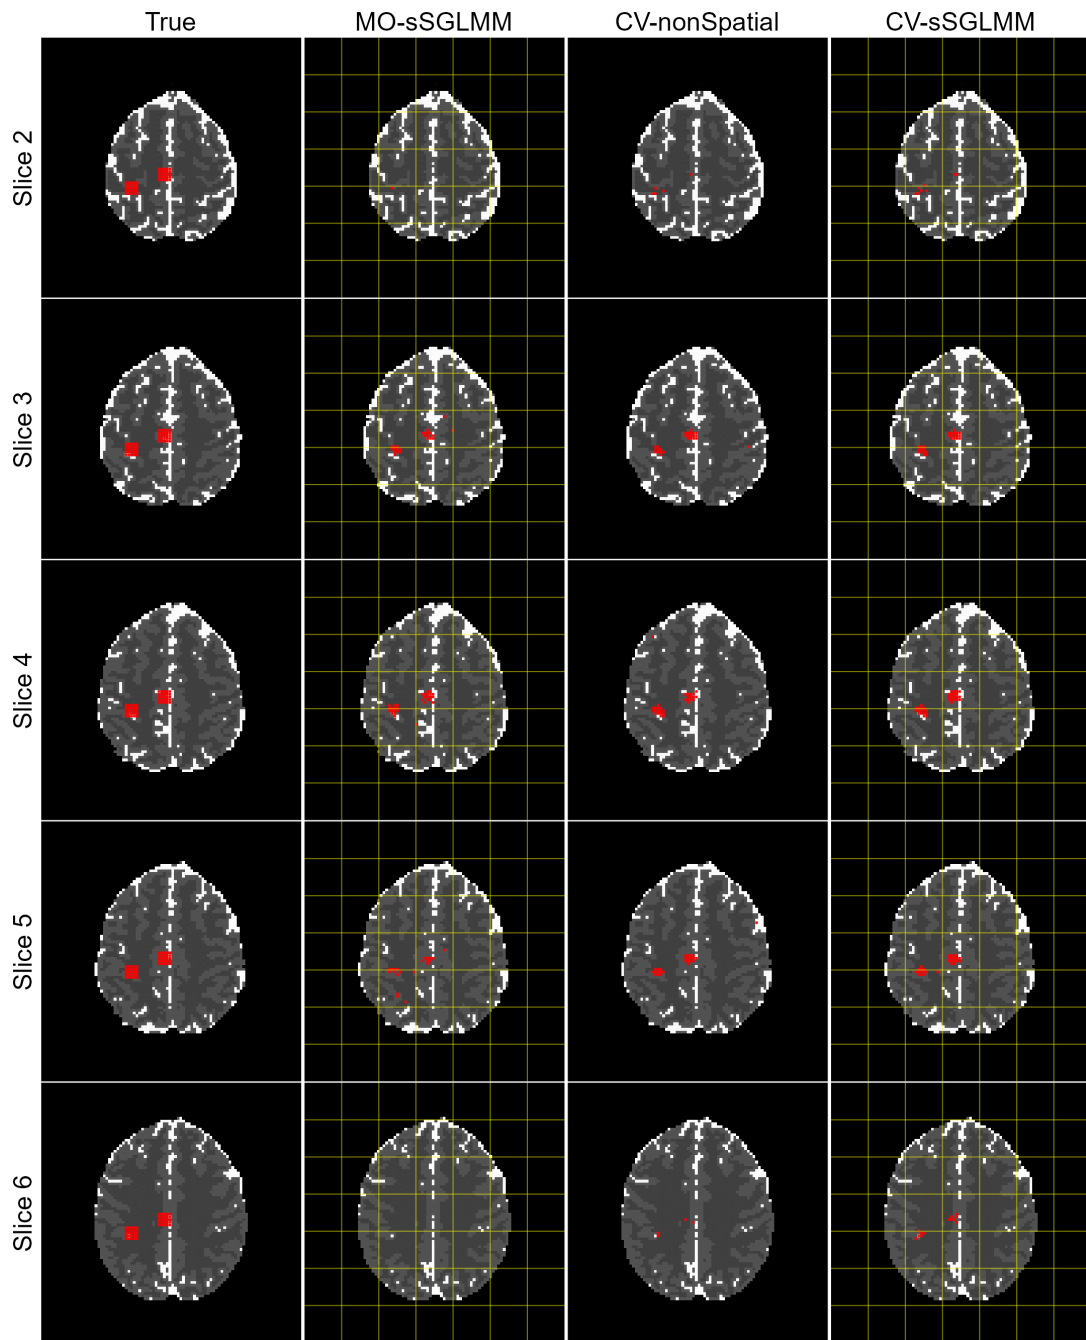 True MO-sSGLMM CV-nonSpatial CV-sSGLMM
Slice 2
Slice 3
Slice 4
Slice 5
Slice 6